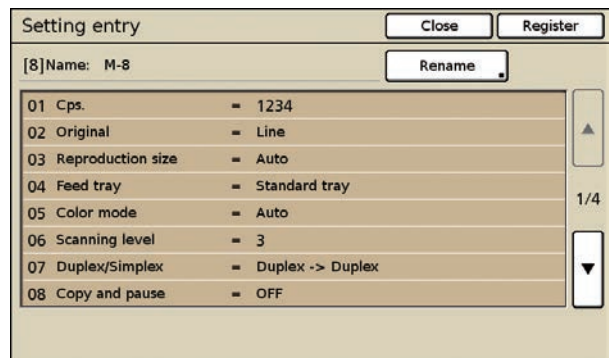 Setting entry Close Register
[8]Name: M-8 Rename
01 Cps. = 1234
02 Original = Line
03 Reproduction size = Auto
04 Feed tray = Standard tray
1/4
05 Color mode = Auto
06 Scanning level = 3
07 Duplex/Simplex = Duplex -> Duplex
08 Copy and pause = OFF